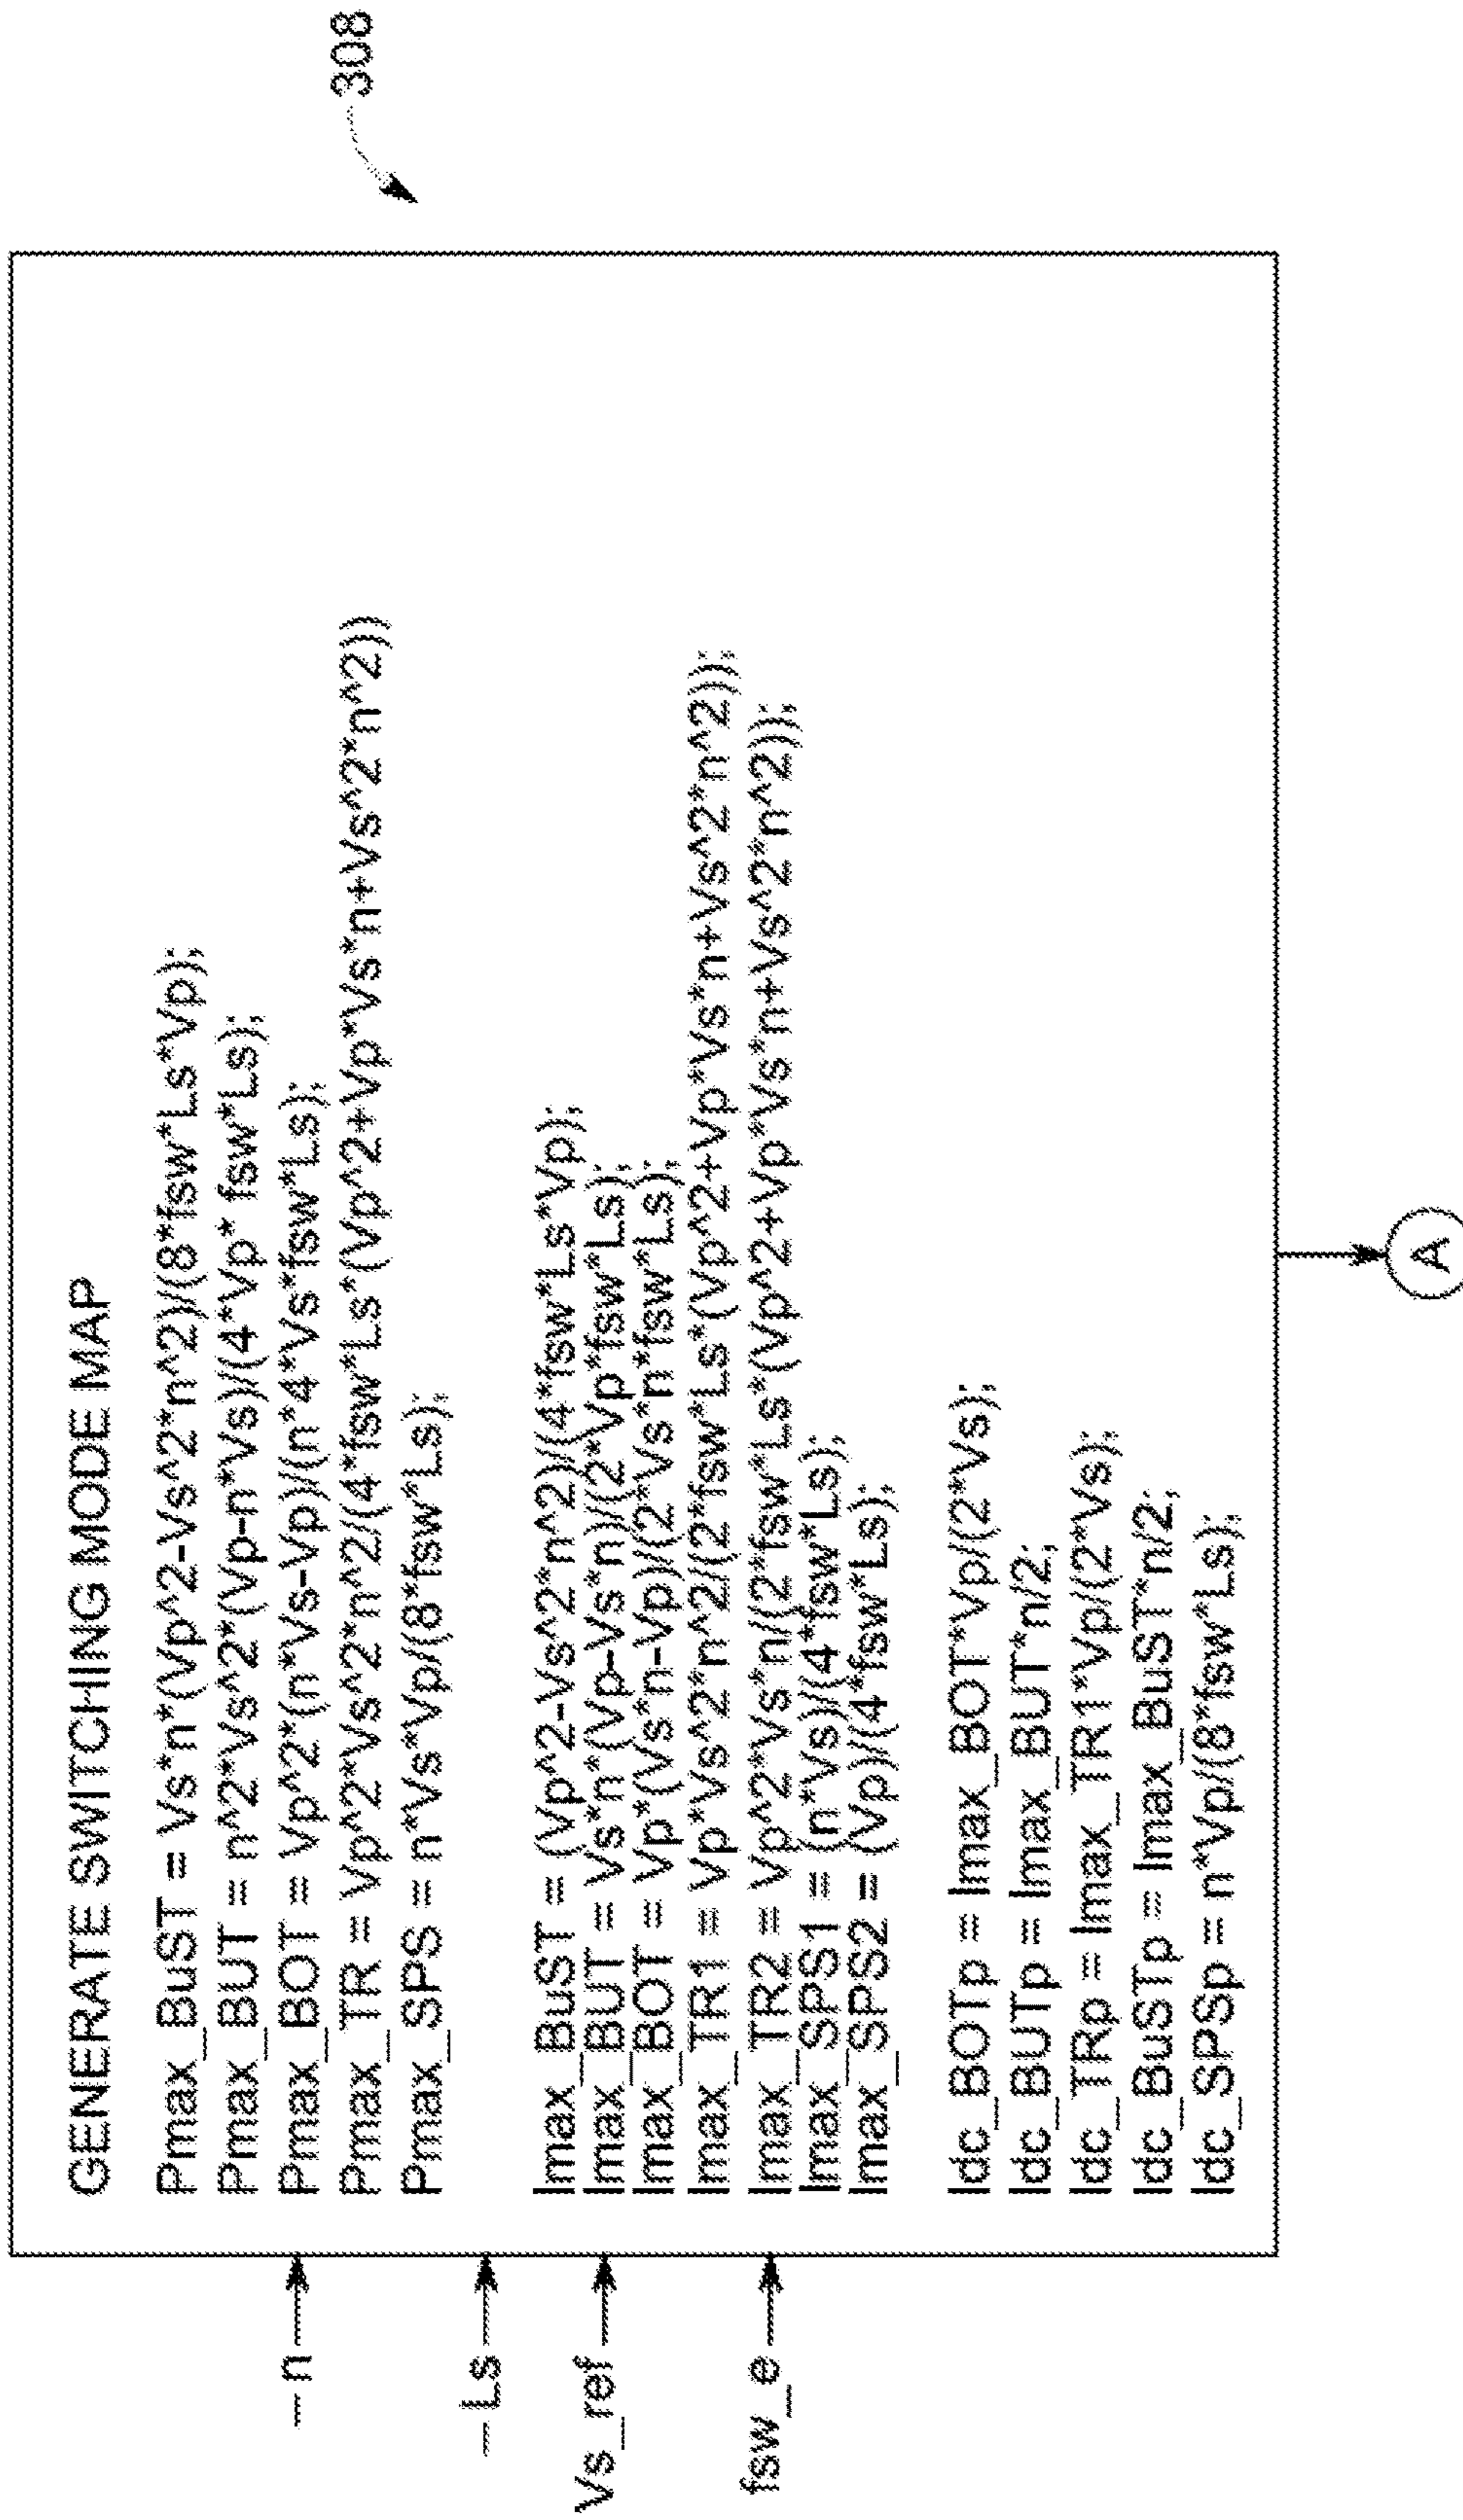 308
GENERATE SWITCHING MODE MAP
Pmax_BuST = Vs*n*(Vp^2-Vs^2*n^2)/(8*fsw*Ls*Vp);
Pmax_BUT = n^2*Vs^2*(Vp-n*Vs)/(4*Vp* fsw*Ls);
Pmax_BOT = Vp^2*(n*Vs-Vp)/(n*4*Vs*fsw*Ls);
Pmax_TR = Vp^2*Vs^2*n^2/(4*fsw*Ls*(Vp^2+Vp*Vs*n+Vs^2*n^2))
Pmax_SPS = n*Vs*Vp/(8*fsw*Ls);
Imax_BuST = (Vp^2-Vs^2*n^2)/(4*fsw*Ls*Vp);
Imax_BUT = Vs*n*(Vp-Vs*n)/(2*Vp*fsw*Ls);
Imax_BOT = Vp*(Vs*n-Vp)/(2*Vs*n*fsw*Ls);
Imax_TR1 = Vp*Vs^2*n^2/(2*fsw*Ls*(Vp^2+Vp*Vs*n+Vs^2*n^2));
Imax_TR2 = Vp^2*Vs*n/(2*fsw*Ls*(Vp^2+Vp*Vs*n+Vs^2*n^2));
Imax_SPS1 = (n*Vs)/(4*fsw*Ls);
Imax_SPS2 = (Vp)/(4*fsw*Ls);
Idc_BOTp = Imax_BOT*Vp/(2*Vs);
Idc_BUTp = Imax_BUT*n/2;
Idc_TRp = Imax_TR1*Vp/(2*Vs);
Idc_BuSTp = Imax_BuST*n/2;
Idc_SPSp = n*Vp/(8*fsw*Ls);
n
Ls
Vs_ref
fsw_e
A